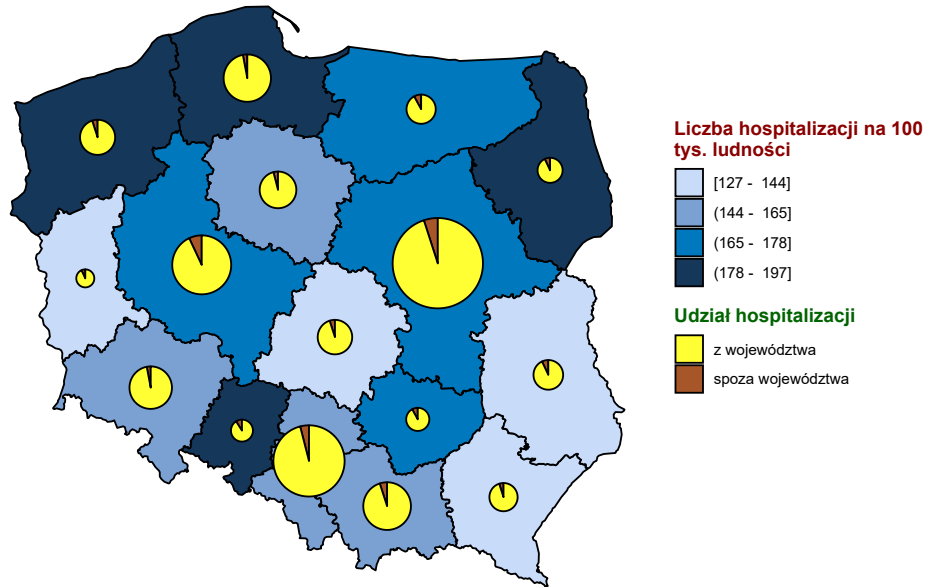 Liczba hospitalizacji na 100
tys. ludności
[127 - 144]
(144 - 165]
(165 - 178]
(178 - 197]
Udział hospitalizacji
z województwa
spoza województwa